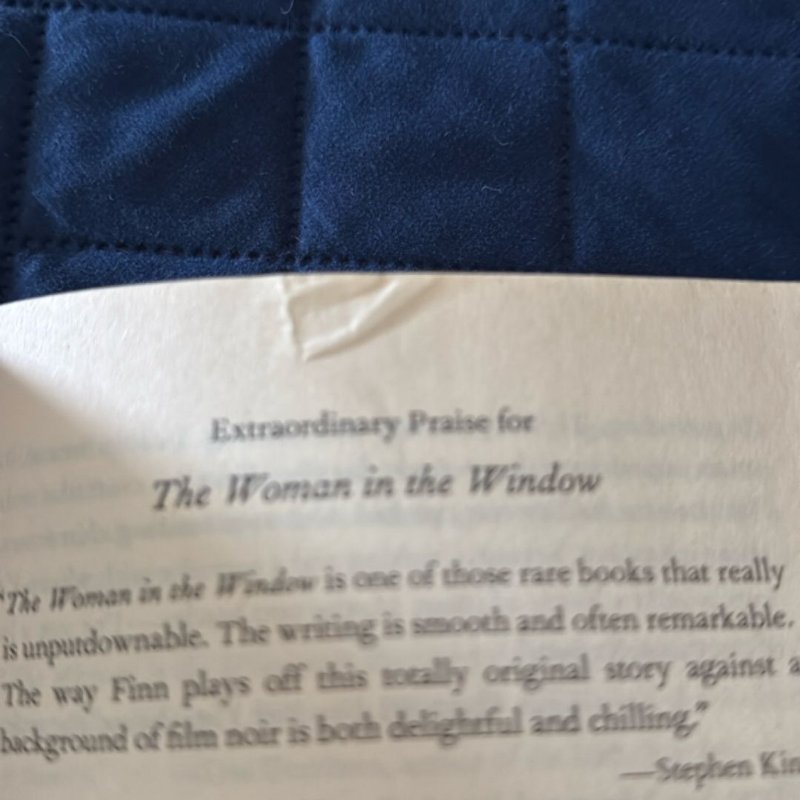 Extraordinary Praise for
The Woman in the Window
"The Woman in the Window is one of those rare books that really
is unputdownable. The writing is smooth and often remarkable.
The way Finn plays off this totally original story against a
background of film noir is both delightful and chilling."
—Stephen Kin